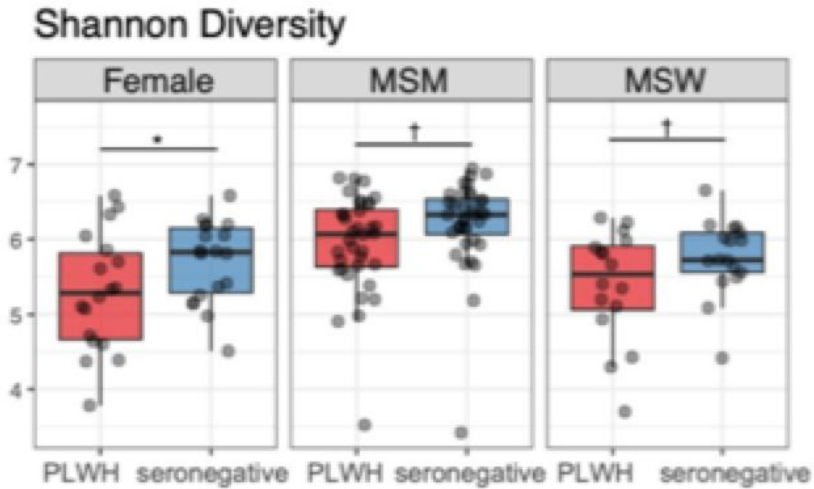 Shannon Diversity
Female MSM MSW
* † †
7
6
5
4
PLWH seronegative PLWH seronegative PLWH seronegative